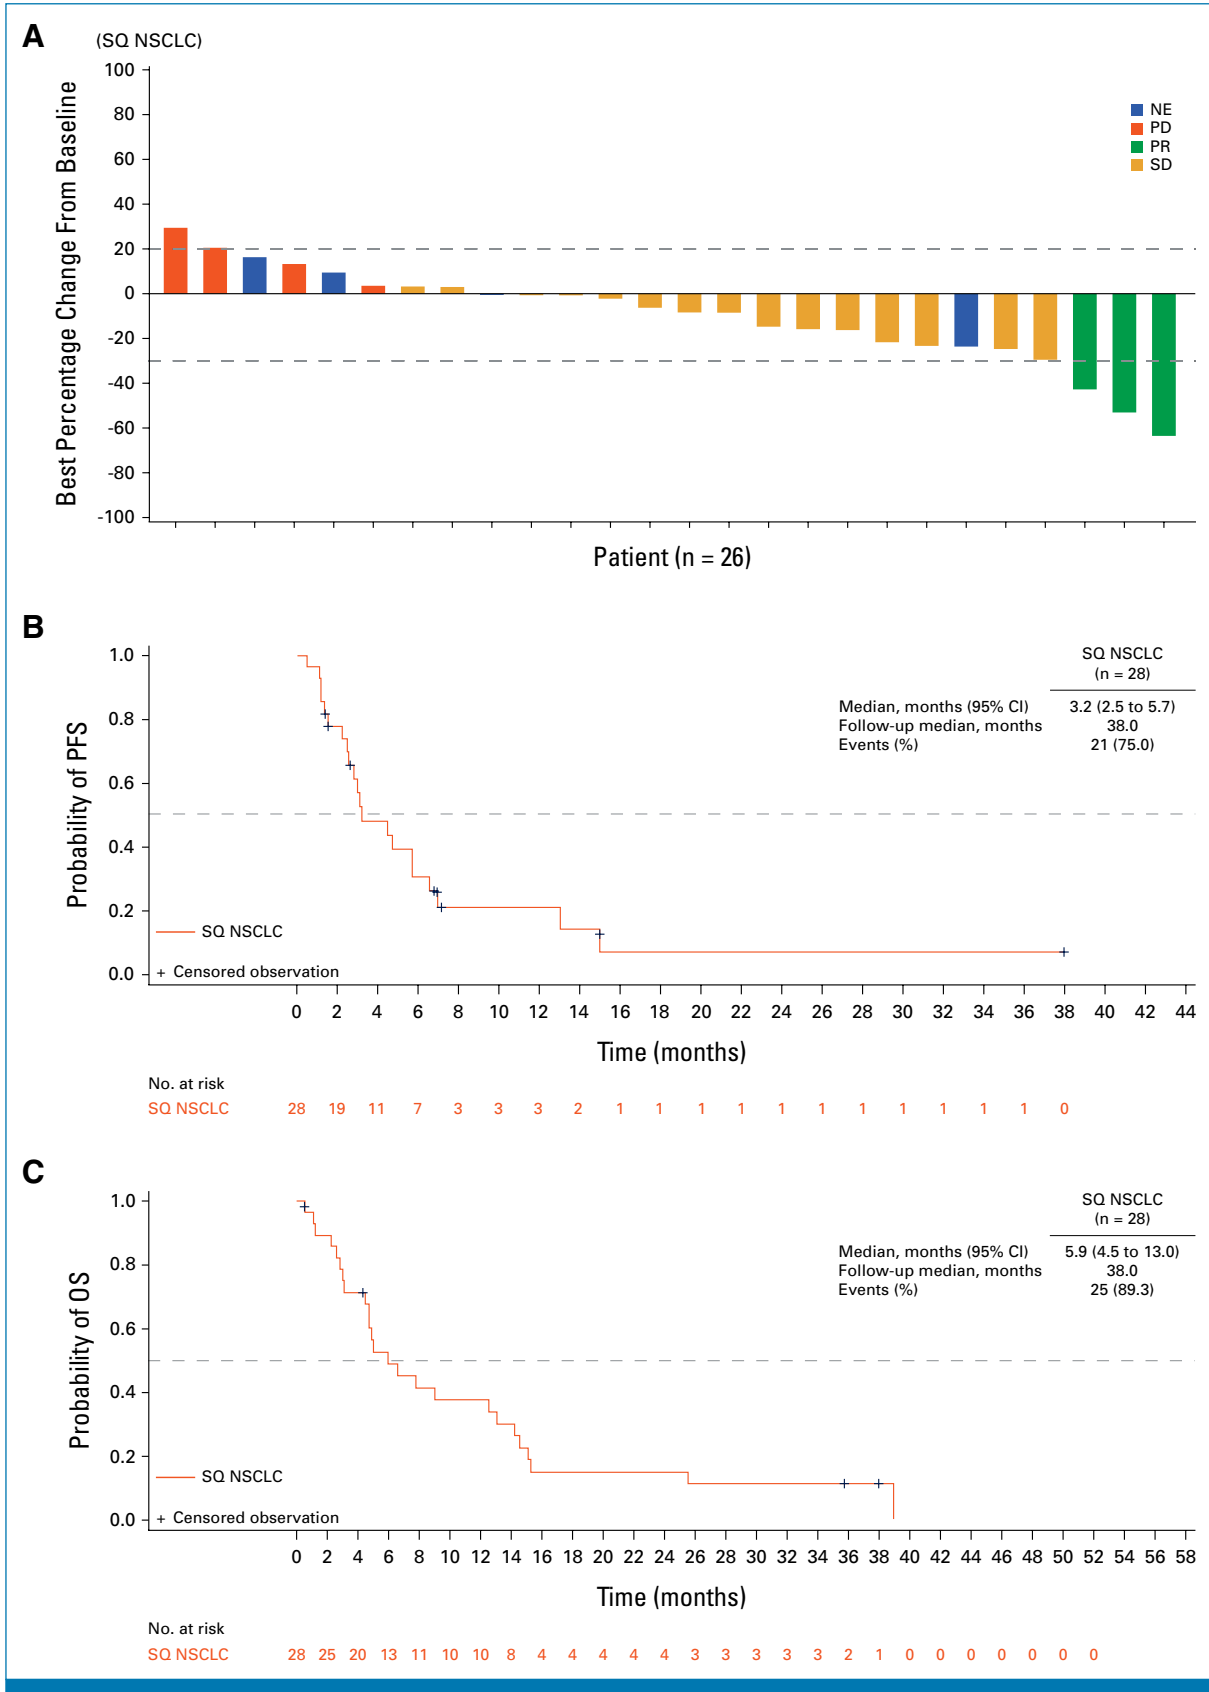 A
(SQ NSCLC)
Best Percentage Change From Baseline
100
80
60
40
20
0
-20
-40
-60
-80
-100
NE
PD
PR
SD
Patient (n = 26)
B
Probability of PFS
1.0
0.8
0.6
0.4
0.2
0.0
SQ NSCLC
(n = 28)
Median, months (95% CI) 3.2 (2.5 to 5.7)
Follow-up median, months 38.0
Events (%) 21 (75.0)
SQ NSCLC
+ Censored observation
0 2 4 6 8 10 12 14 16 18 20 22 24 26 28 30 32 34 36 38 40 42 44
Time (months)
No. at risk
SQ NSCLC 28 19 11 7 3 3 3 2 1 1 1 1 1 1 1 1 1 1 1 0
C
Probability of OS
1.0
0.8
0.6
0.4
0.2
0.0
SQ NSCLC
(n = 28)
Median, months (95% CI) 5.9 (4.5 to 13.0)
Follow-up median, months 38.0
Events (%) 25 (89.3)
SQ NSCLC
+ Censored observation
0 2 4 6 8 10 12 14 16 18 20 22 24 26 28 30 32 34 36 38 40 42 44 46 48 50 52 54 56 58
Time (months)
No. at risk
SQ NSCLC 28 25 20 13 11 10 10 8 4 4 4 4 4 3 3 3 3 3 2 1 0 0 0 0 0 0 0